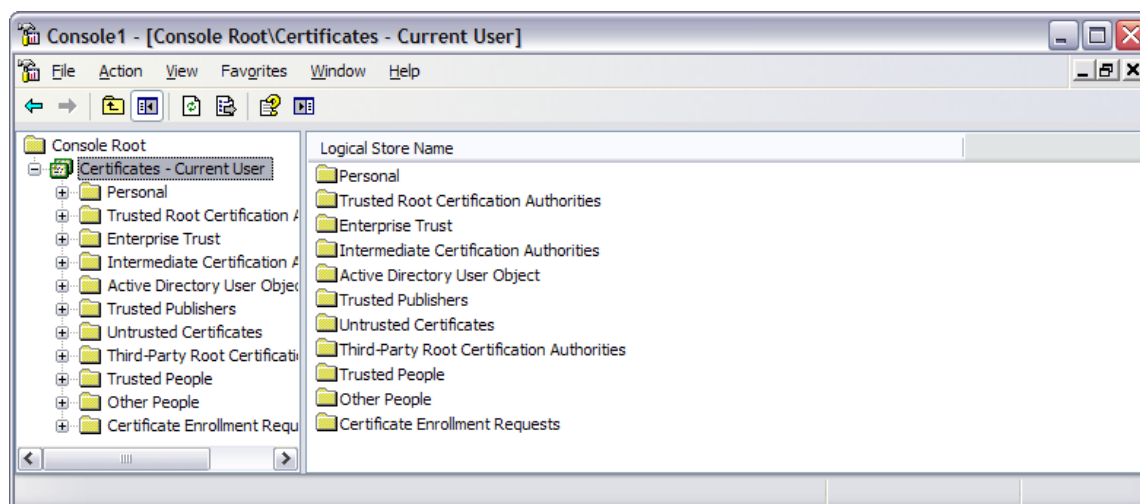 Console1 - [Console Root\Certificates - Current User]
File Action View Favorites Window Help
Console Root
Certificates - Current User
Personal
Trusted Root Certification A
Enterprise Trust
Intermediate Certification A
Active Directory User Objec
Trusted Publishers
Untrusted Certificates
Third-Party Root Certificati
Trusted People
Other People
Certificate Enrollment Requ
Logical Store Name
Personal
Trusted Root Certification Authorities
Enterprise Trust
Intermediate Certification Authorities
Active Directory User Object
Trusted Publishers
Untrusted Certificates
Third-Party Root Certification Authorities
Trusted People
Other People
Certificate Enrollment Requests